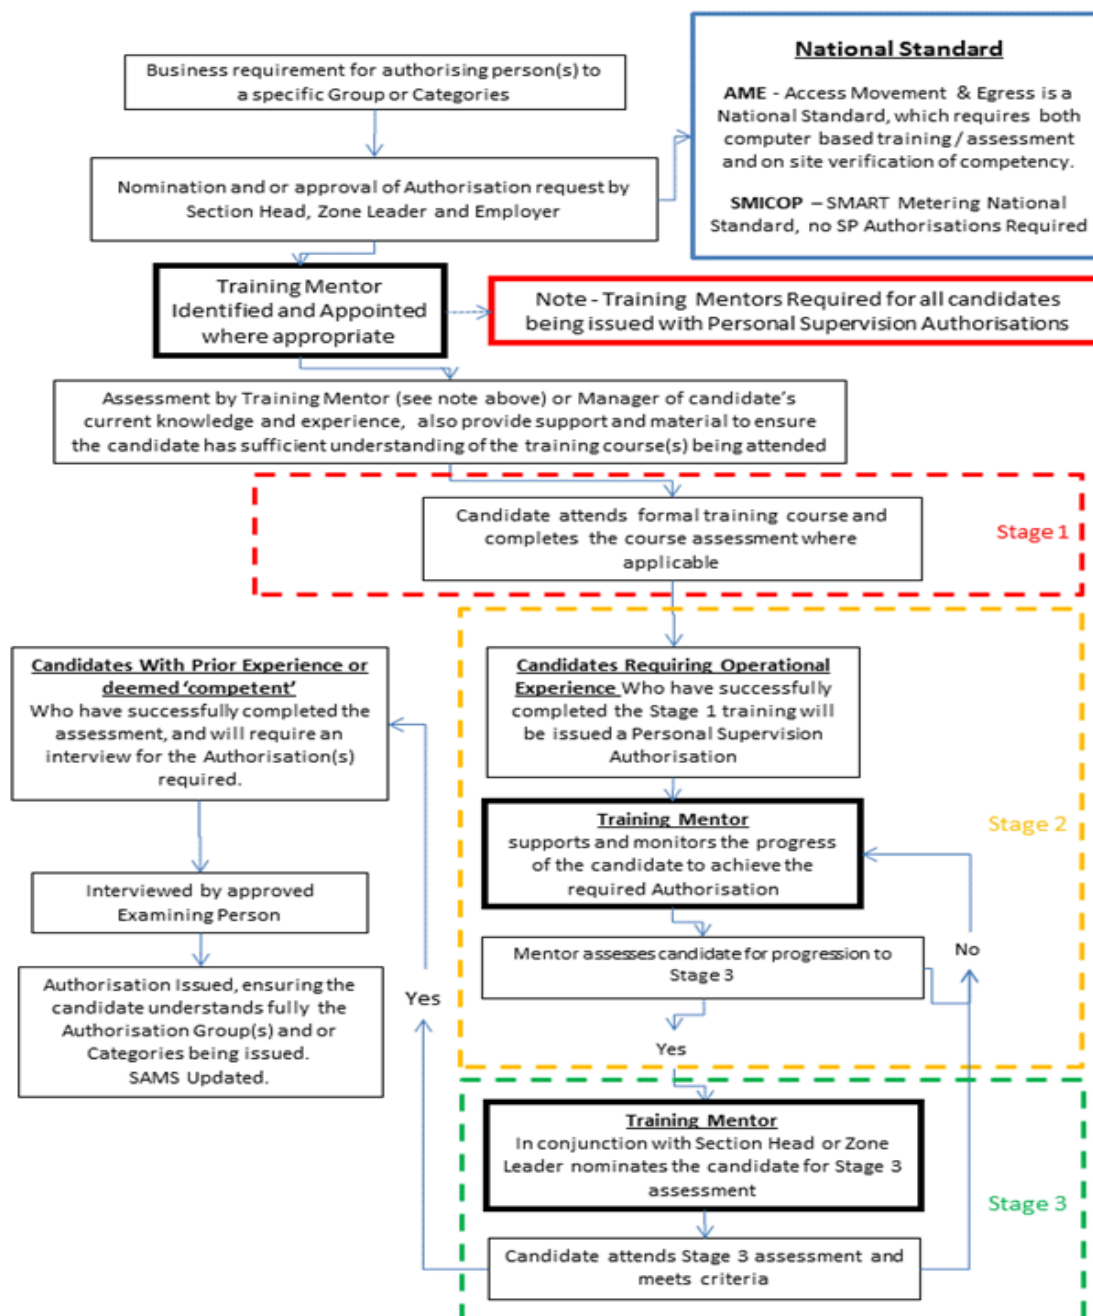 Business requirement for authorising person(s) to
a specific Group or Categories
National Standard
AME - Access Movement & Egress is a
National Standard, which requires both
computer based training / assessment
and on site verification of competency.
SMICOP – SMART Metering National
Standard, no SP Authorisations Required
Nomination and or approval of Authorisation request by
Section Head, Zone Leader and Employer
Training Mentor
Identified and Appointed
where appropriate
Note - Training Mentors Required for all candidates
being issued with Personal Supervision Authorisations
Assessment by Training Mentor (see note above) or Manager of candidate's
current knowledge and experience, also provide support and material to ensure
the candidate has sufficient understanding of the training course(s) being attended
Candidate attends formal training course and
completes the course assessment where
applicable
Stage 1
Candidates With Prior Experience or
deemed 'competent'
Who have successfully completed the
assessment, and will require an
interview for the Authorisation(s)
required.
Candidates Requiring Operational
Experience Who have successfully
completed the Stage 1 training will
be issued a Personal Supervision
Authorisation
Training Mentor
supports and monitors the progress
of the candidate to achieve the
required Authorisation
Stage 2
Interviewed by approved
Examining Person
Mentor assesses candidate for progression to
Stage 3
No
Authorisation Issued, ensuring the
candidate understands fully the
Authorisation Group(s) and or
Categories being issued.
SAMS Updated.
Yes
Yes
Training Mentor
In conjunction with Section Head or Zone
Leader nominates the candidate for Stage 3
assessment
Stage 3
Candidate attends Stage 3 assessment and
meets criteria